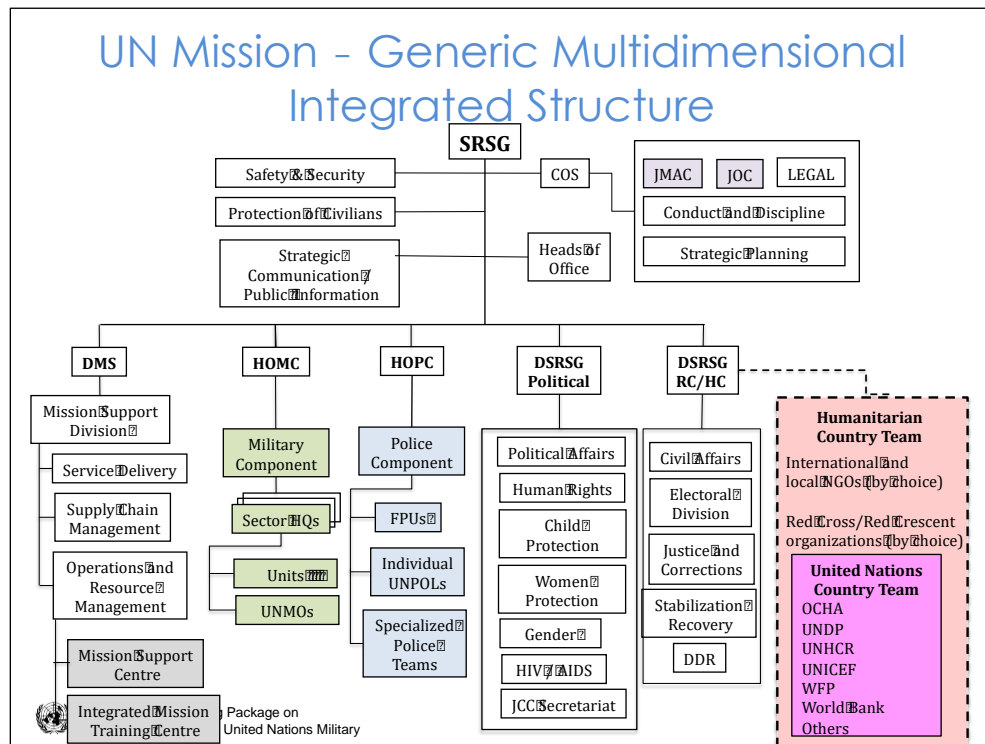 UN Mission - Generic Multidimensional
Integrated Structure
SRSG
Safety & Security
COS
JMAC
JOC
LEGAL
Protection of Civilians
Conduct and Discipline
Strategic
Communication /
Public Information
Heads of
Office
Strategic Planning
DMS
HOMC
HOPC
DSRSG
Political
DSRSG
RC/HC
Mission Support
Division
Service Delivery
Supply Chain
Management
Operations and
Resource
Management
Mission Support
Centre
Integrated Mission
Training Centre
Military
Component
Sector HQs
Units
UNMOs
Police
Component
FPUs
Individual
UNPOLs
Specialized
Police
Teams
Political Affairs
Human Rights
Child
Protection
Women
Protection
Gender
HIV / AIDS
JCC Secretariat
Civil Affairs
Electoral
Division
Justice and
Corrections
Stabilization
Recovery
DDR
Humanitarian
Country Team
International and
local NGOs (by choice)
Red Cross/Red Crescent
organizations (by choice)
United Nations
Country Team
OCHA
UNDP
UNHCR
UNICEF
WFP
World Bank
Others
Package on
United Nations Military